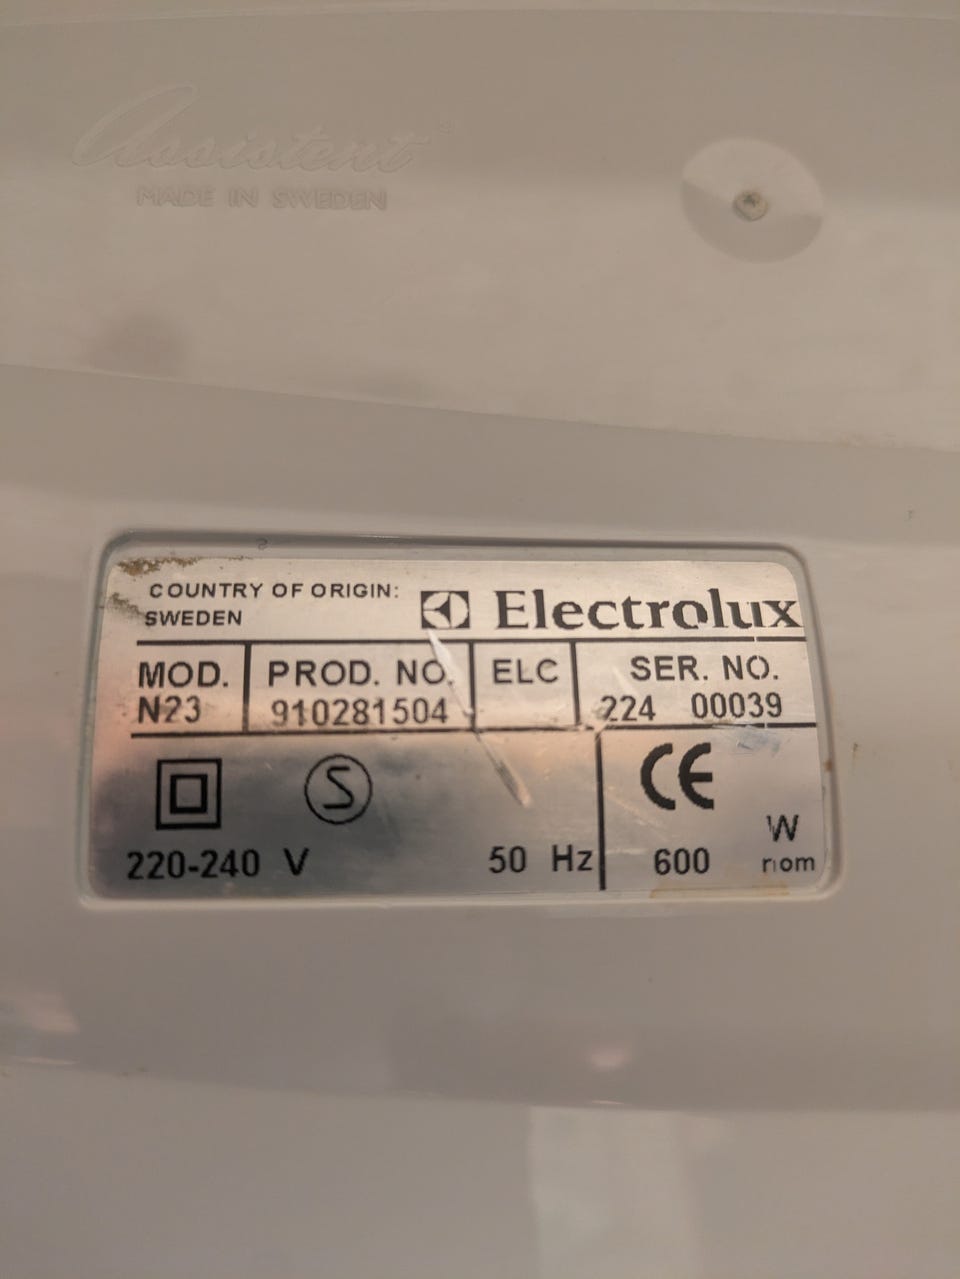 Assistent
MADE IN SWEDEN
COUNTRY OF ORIGIN:
SWEDEN
Electrolux
MOD. PROD. NO. ELC SER. NO.
N23 910281504 224 00039
S CE
W
220-240 V 50 Hz 600 nom